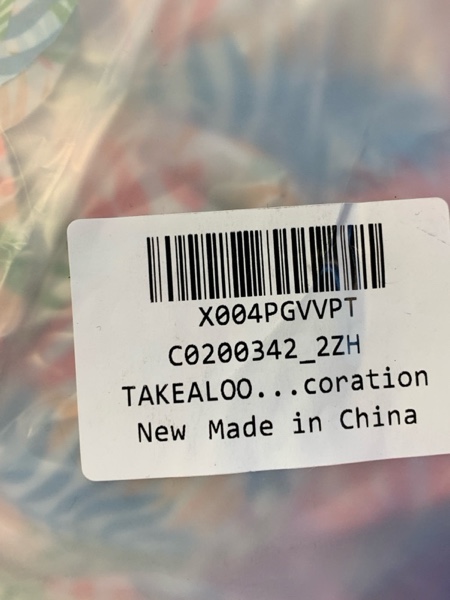 X004PGVVPT
C0200342_2ZH
TAKEALOO...coration
New Made in China